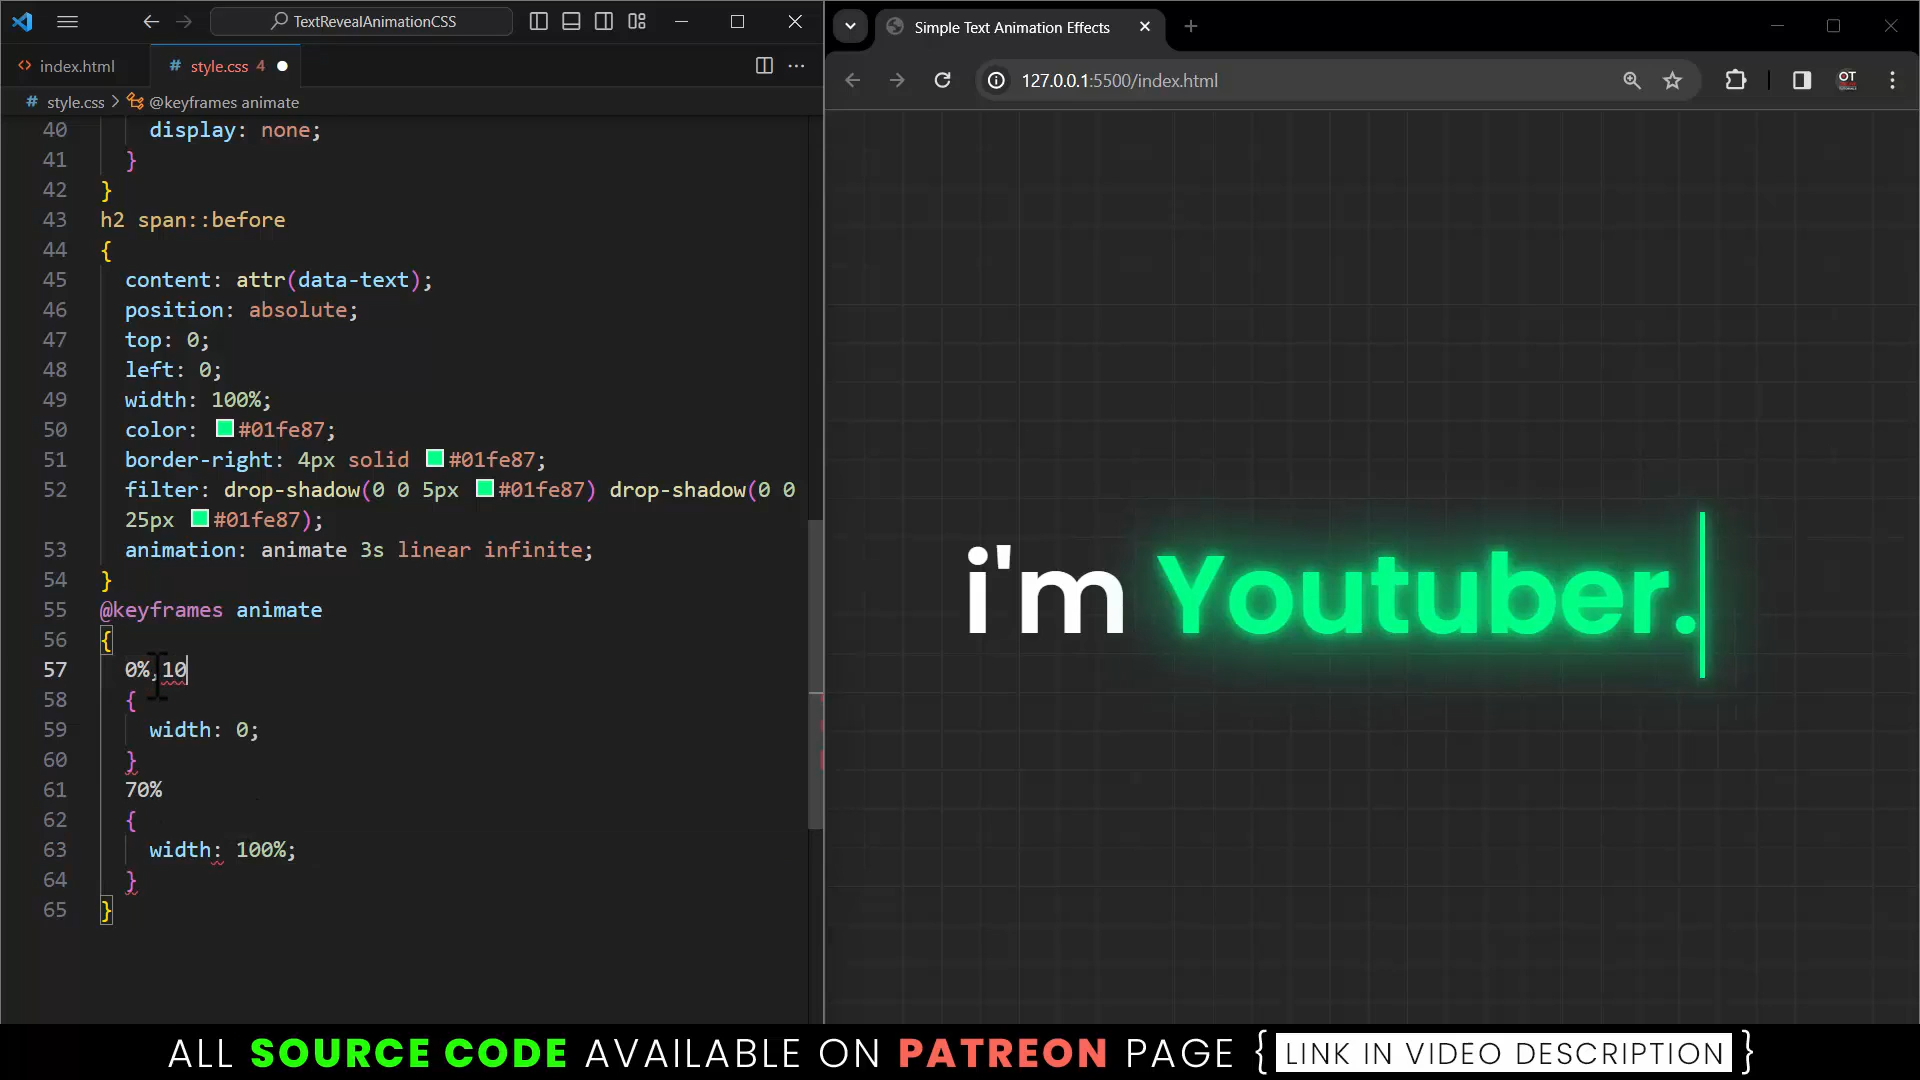 TextRevealAnimationCSS
index.html
style.css 4
style.css > @keyframes animate
40 display: none;
41 }
42 }
43 h2 span::before
44 {
45 content: attr(data-text);
46 position: absolute;
47 top: 0;
48 left: 0;
49 width: 100%;
50 color: #01fe87;
51 border-right: 4px solid #01fe87;
52 filter: drop-shadow(0 0 5px #01fe87) drop-shadow(0 0
25px #01fe87);
53 animation: animate 3s linear infinite;
54 }
55 @keyframes animate
56 {
57 0%,10
58 {
59 width: 0;
60 }
61 70%
62 {
63 width: 100%;
64 }
65 }
Simple Text Animation Effects
127.0.0.1:5500/index.html
OT
i'm Youtuber.
ALL SOURCE CODE AVAILABLE ON PATREON PAGE { LINK IN VIDEO DESCRIPTION }